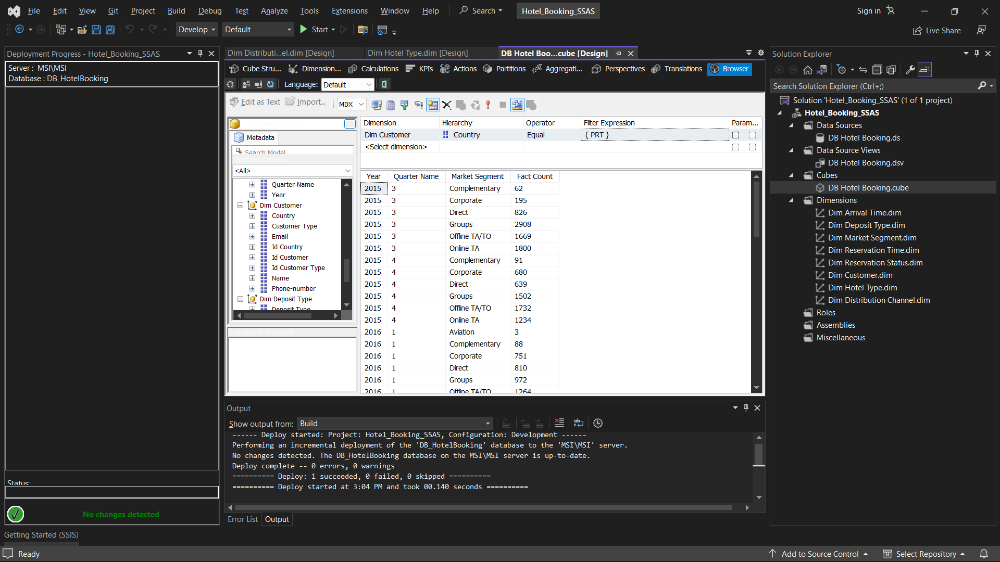 File Edit View Git Project Build Debug Test Analyze Tools Extensions Window Help Search Hotel_Booking_SSAS Sign in
Develop Default Start Live Share
Deployment Progress - Hotel_Booking_SSAS
Server : MSI\MSI
Database : DB_HotelBooking
Status:
No changes detected
Getting Started (SSIS)
Dim Distributi...el.dim [Design] Dim Hotel Type.dim [Design] DB Hotel Boo...cube [Design]
Cube Stru... Dimension... Calculations KPIs Actions Partitions Aggregati... Perspectives Translations Browser
Language: Default
Edit as Text Import... MDX
Metadata
Search Model
Measure Group:
<All>
Quarter Name
Year
Dim Customer
Country
Customer Type
Email
Id Country
Id Customer
Id Customer Type
Name
Phone-number
Dim Deposit Type
Deposit Type
Calculated Members
Dimension Hierarchy Operator Filter Expression Param...
Dim Customer Country Equal { PRT }
<Select dimension>
Year Quarter Name Market Segment Fact Count
2015 3 Complementary 62
2015 3 Corporate 195
2015 3 Direct 826
2015 3 Groups 2908
2015 3 Offline TA/TO 1669
2015 3 Online TA 1800
2015 4 Complementary 91
2015 4 Corporate 680
2015 4 Direct 639
2015 4 Groups 1502
2015 4 Offline TA/TO 1732
2015 4 Online TA 1234
2016 1 Aviation 3
2016 1 Complementary 88
2016 1 Corporate 751
2016 1 Direct 810
2016 1 Groups 972
2016 1 Offline TA/TO 1264
Output
Show output from: Build
------ Deploy started: Project: Hotel_Booking_SSAS, Configuration: Development ------
Performing an incremental deployment of the 'DB_HotelBooking' database to the 'MSI\MSI' server.
No changes detected. The DB_HotelBooking database on the MSI\MSI server is up-to-date.
Deploy complete -- 0 errors, 0 warnings
========== Deploy: 1 succeeded, 0 failed, 0 skipped ==========
========== Deploy started at 3:04 PM and took 00.140 seconds ==========
Error List Output
Solution Explorer
Search Solution Explorer (Ctrl+;)
Solution 'Hotel_Booking_SSAS' (1 of 1 project)
Hotel_Booking_SSAS
Data Sources
DB Hotel Booking.ds
Data Source Views
DB Hotel Booking.dsv
Cubes
DB Hotel Booking.cube
Dimensions
Dim Arrival Time.dim
Dim Deposit Type.dim
Dim Market Segment.dim
Dim Reservation Time.dim
Dim Reservation Status.dim
Dim Customer.dim
Dim Hotel Type.dim
Dim Distribution Channel.dim
Roles
Assemblies
Miscellaneous
Ready Add to Source Control Select Repository